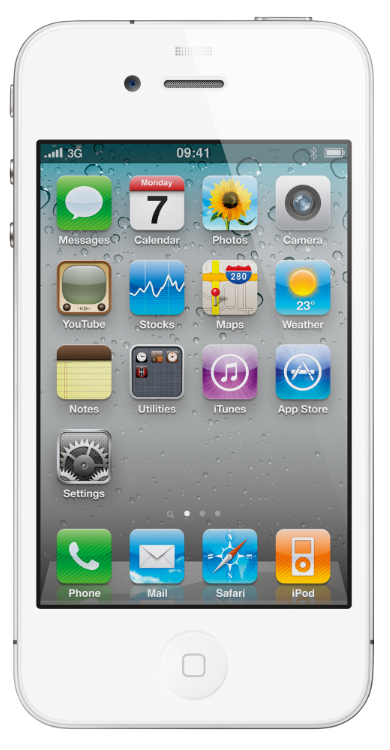 3G
09:41
Monday
7
Messages
Calendar
Photos
Camera
280
23°
YouTube
Stocks
Maps
Weather
Notes
Utilities
iTunes
App Store
Settings
Phone
Mail
Safari
iPod